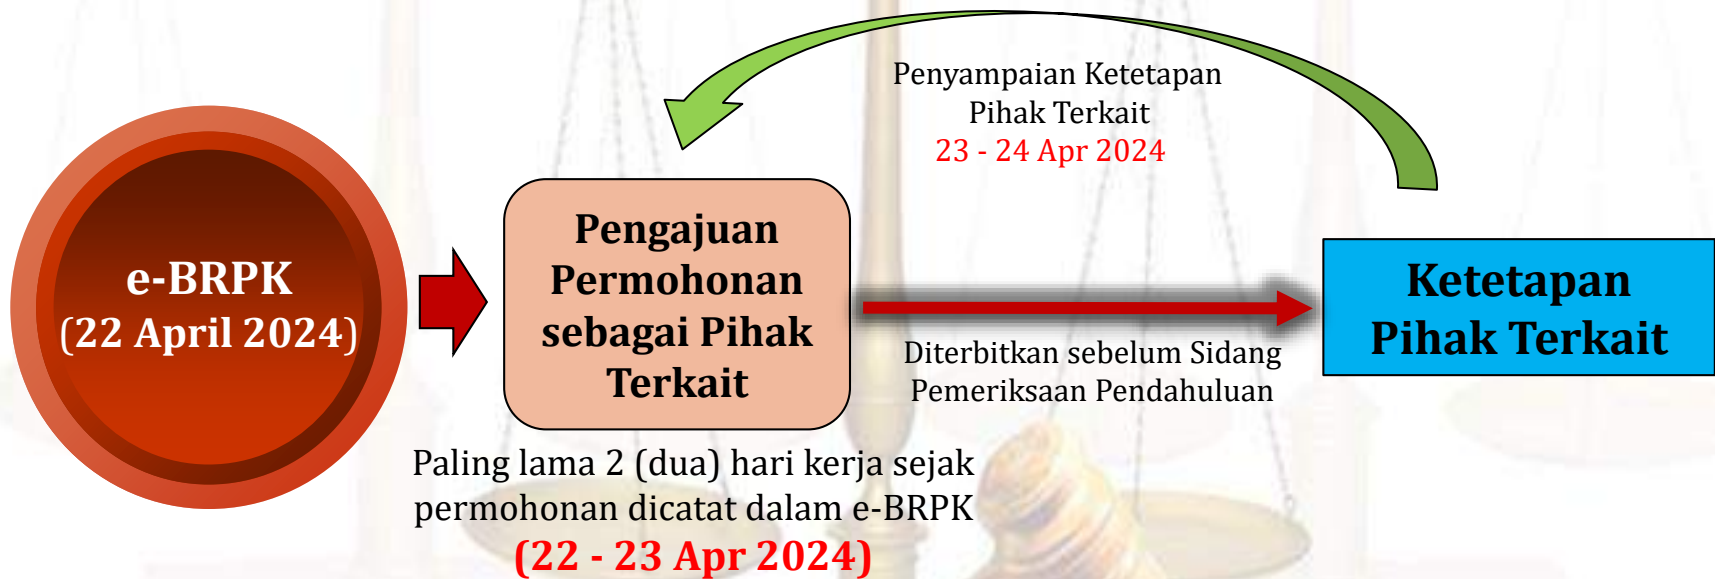 Penyampaian Ketetapan
Pihak Terkait
23 - 24 Apr 2024
e-BRPK
(22 April 2024)
Pengajuan
Permohonan
sebagai Pihak
Terkait
Diterbitkan sebelum Sidang
Pemeriksaan Pendahuluan
Ketetapan
Pihak Terkait
Paling lama 2 (dua) hari kerja sejak
permohonan dicatat dalam e-BRPK
(22 - 23 Apr 2024)